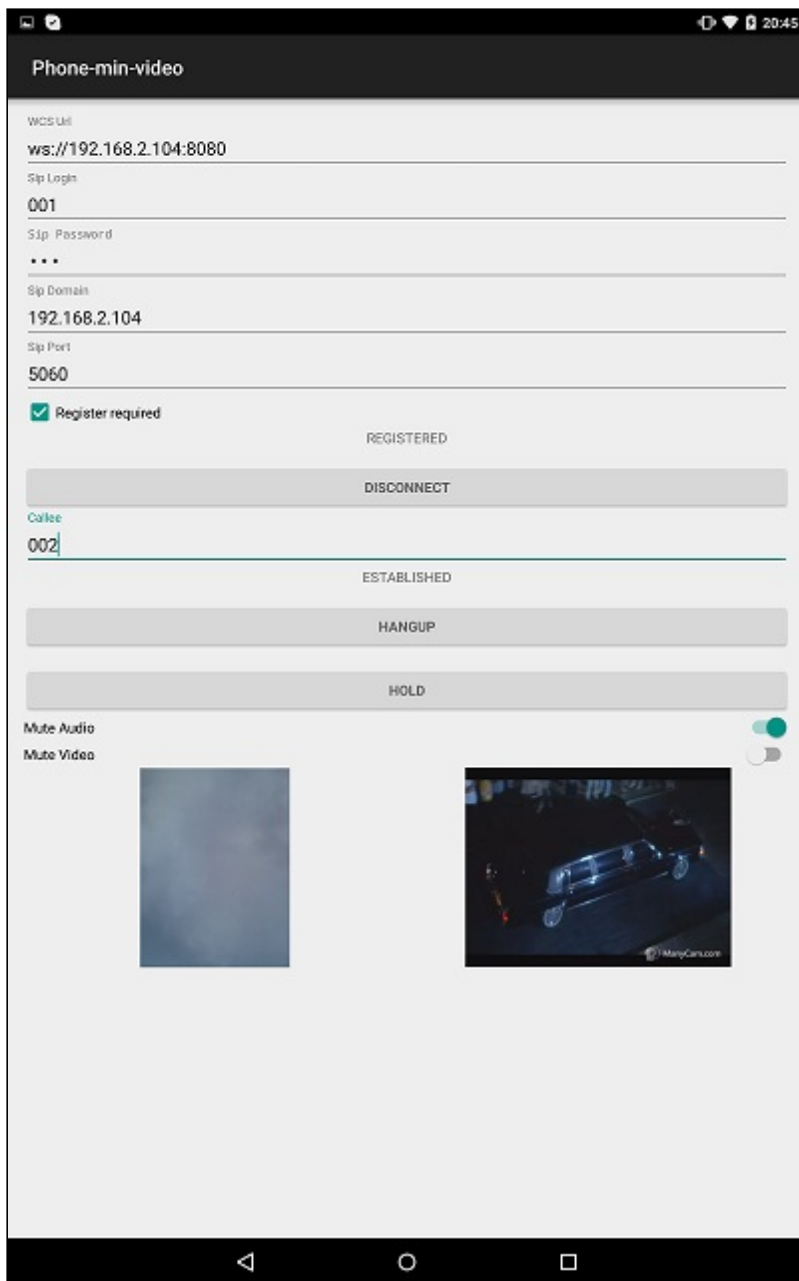 20:45
Phone-min-video
WCS Url
ws://192.168.2.104:8080
Sip Login
001
Sip Password
•••
Sip Domain
192.168.2.104
Sip Port
5060
Register required
REGISTERED
DISCONNECT
Callee
002
ESTABLISHED
HANGUP
HOLD
Mute Audio
Mute Video
ManyCam.com